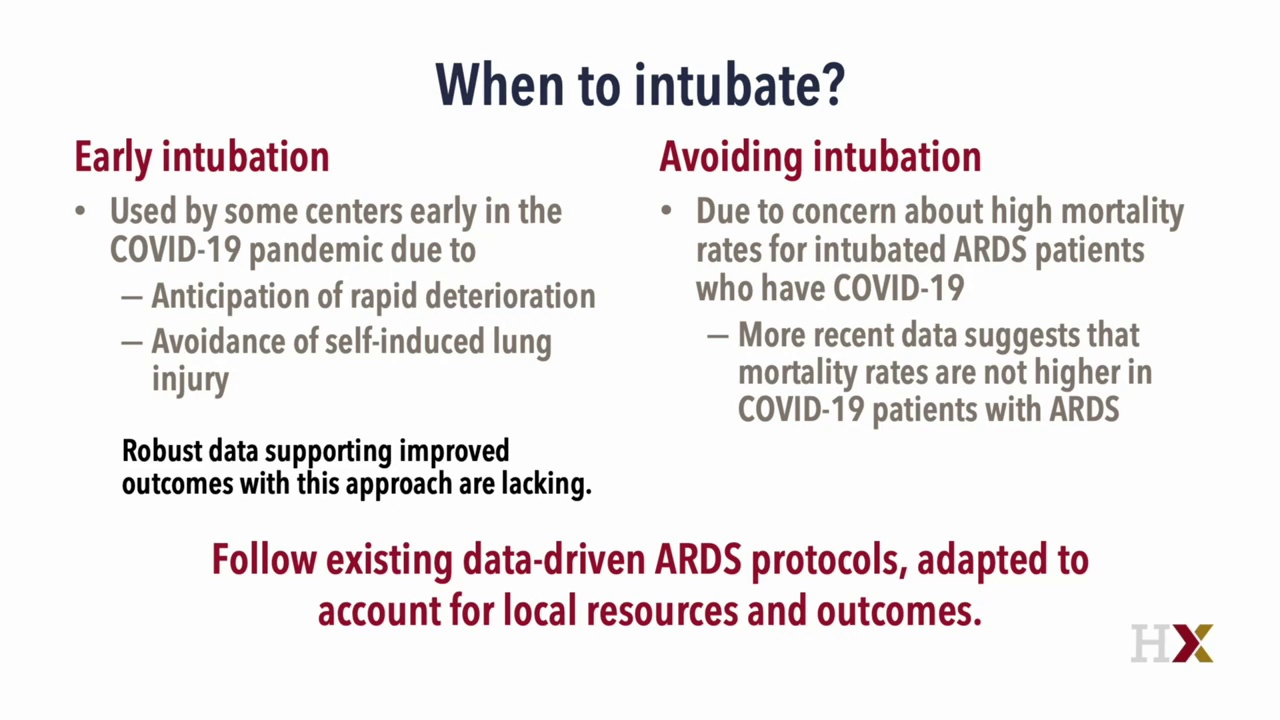 When to intubate?
Early intubation
• Used by some centers early in the
COVID-19 pandemic due to
– Anticipation of rapid deterioration
– Avoidance of self-induced lung
injury
Robust data supporting improved
outcomes with this approach are lacking.
Avoiding intubation
• Due to concern about high mortality
rates for intubated ARDS patients
who have COVID-19
– More recent data suggests that
mortality rates are not higher in
COVID-19 patients with ARDS
Follow existing data-driven ARDS protocols, adapted to
account for local resources and outcomes.
HX